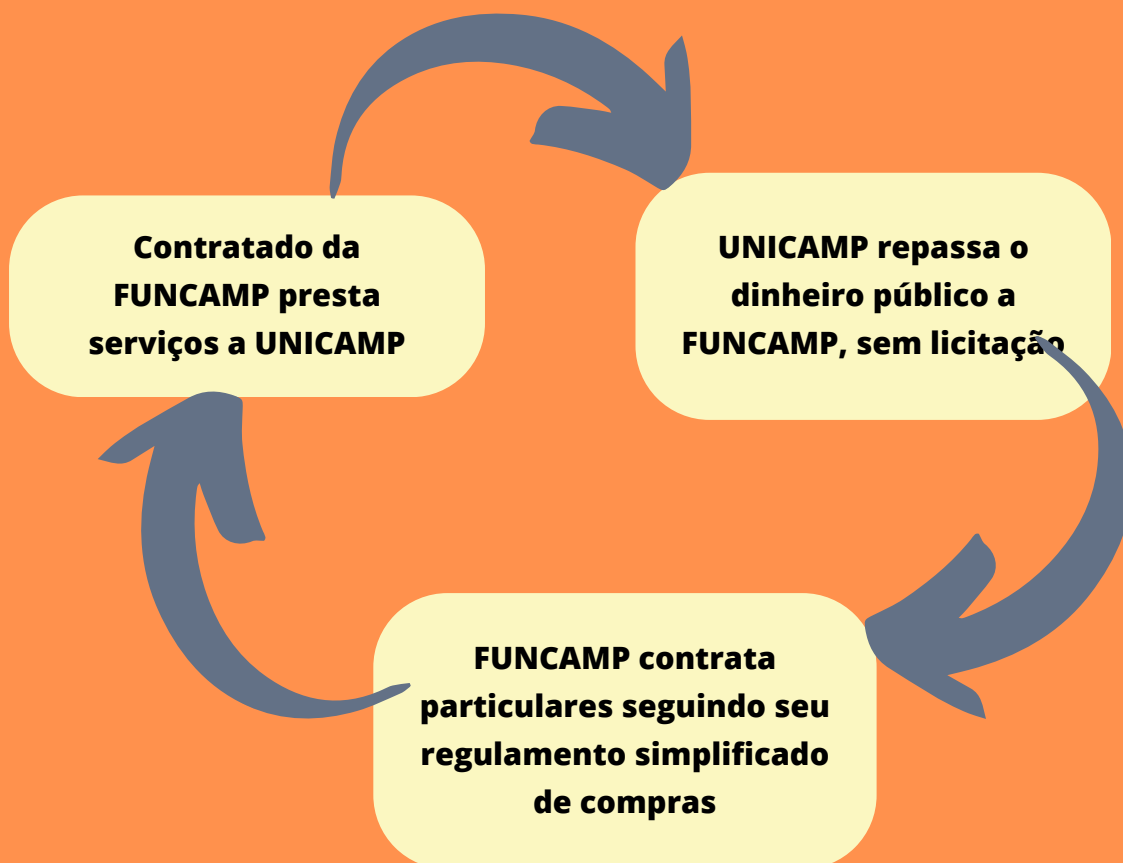 Contratado da
FUNCAMP presta
serviços a UNICAMP
UNICAMP repassa o
dinheiro público a
FUNCAMP, sem licitação
FUNCAMP contrata
particulares seguindo seu
regulamento simplificado
de compras